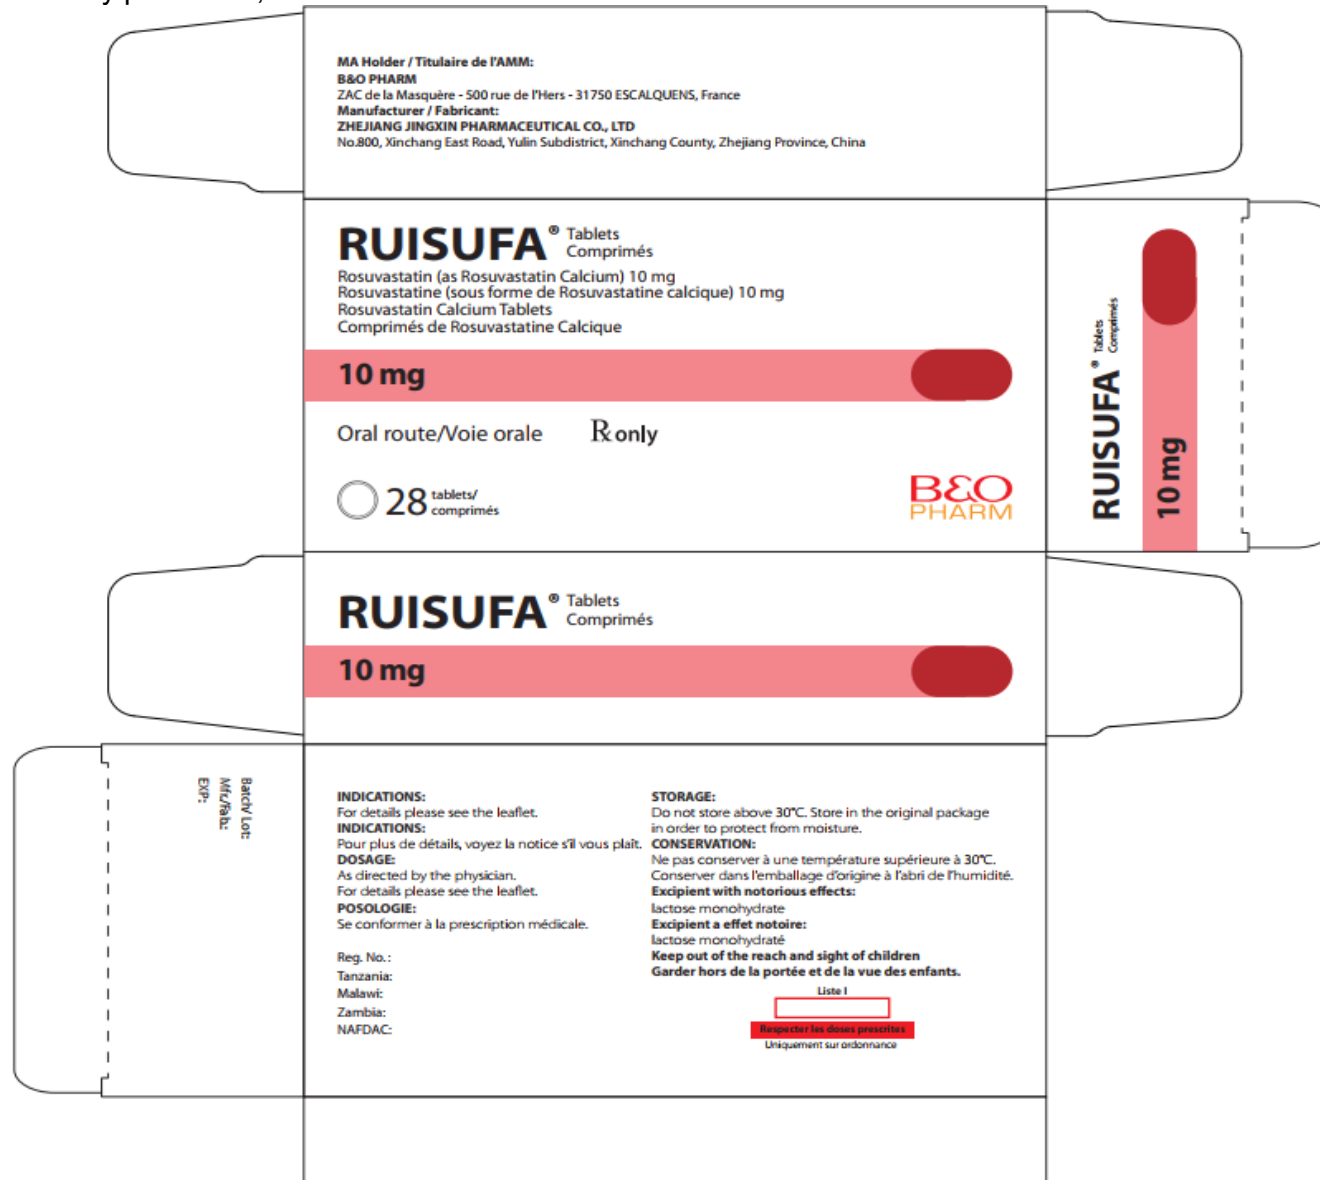 MA Holder / Titulaire de l'AMM:
B&O PHARM
ZAC de la Masquère - 500 rue de l'Hers - 31750 ESCALQUENS, France
Manufacturer / Fabricant:
ZHEJIANG JINGXIN PHARMACEUTICAL CO., LTD
No.800, Xinchang East Road, Yulin Subdistrict, Xinchang County, Zhejiang Province, China
RUISUFA® Tablets
Comprimés
Rosuvastatin (as Rosuvastatin Calcium) 10 mg
Rosuvastatine (sous forme de Rosuvastatine calcique) 10 mg
Rosuvastatin Calcium Tablets
Comprimés de Rosuvastatine Calcique
10 mg
Oral route/Voie orale
℞ only
28 tablets/
comprimés
B&O
PHARM
RUISUFA® Tablets
Comprimés
10 mg
RUISUFA® Tablets
Comprimés
10 mg
Batch/ Lot:
Mfr./Fab.:
EXP:
INDICATIONS:
For details please see the leaflet.
INDICATIONS:
Pour plus de détails, voyez la notice s'il vous plaît.
DOSAGE:
As directed by the physician.
For details please see the leaflet.
POSOLOGIE:
Se conformer à la prescription médicale.
Reg. No.:
Tanzania:
Malawi:
Zambia:
NAFDAC:
STORAGE:
Do not store above 30°C. Store in the original package
in order to protect from moisture.
CONSERVATION:
Ne pas conserver à une température supérieure à 30°C.
Conserver dans l'emballage d'origine à l'abri de l'humidité.
Excipient with notorious effects:
lactose monohydrate
Excipient a effet notoire:
lactose monohydraté
Keep out of the reach and sight of children
Garder hors de la portée et de la vue des enfants.
Liste I
Respecter les doses prescrites
Uniquement sur ordonnance